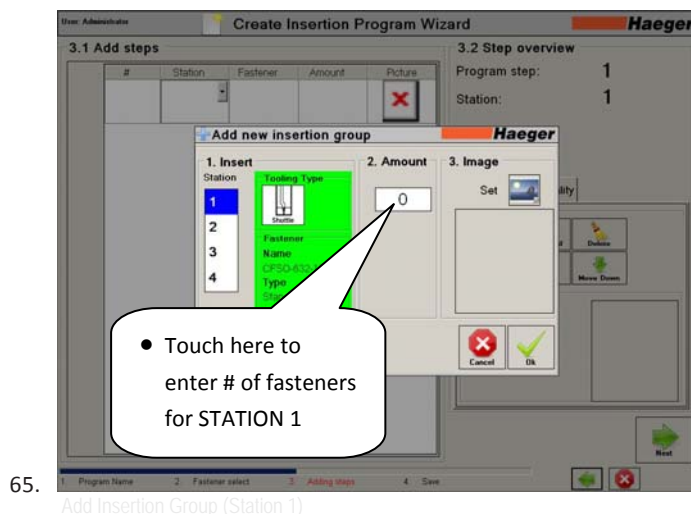 User: Administrator
Create Insertion Program Wizard
Haeger
3.1 Add steps
# Station Fastener Amount Picture
3.2 Step overview
Program step: 1
Station: 1
Add new insertion group
Haeger
1. Insert
Station
1
2
3
4
Tooling Type
Shuttle
Fastener
Name
Type
2. Amount
0
3. Image
Set
Cancel
Ok
Delete
Move Down
• Touch here to
enter # of fasteners
for STATION 1
Next
1. Program Name 2. Fastener select 3. Adding steps 4. Save
65.
Add Insertion Group (Station 1)